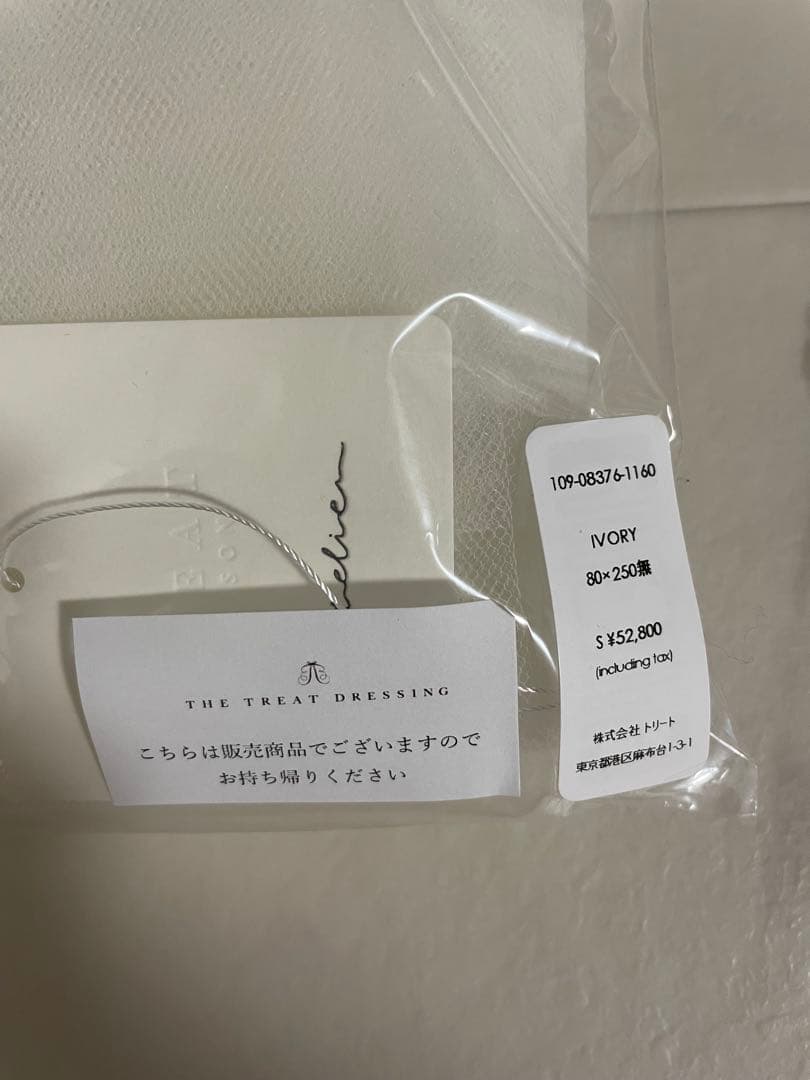 109-08376-1160
IVORY
80×250無
S ¥52,800
(including tax)
株式会社 トリート
東京都港区麻布台1-3-1
THE TREAT DRESSING
こちらは販売商品でございますので
お持ち帰りください